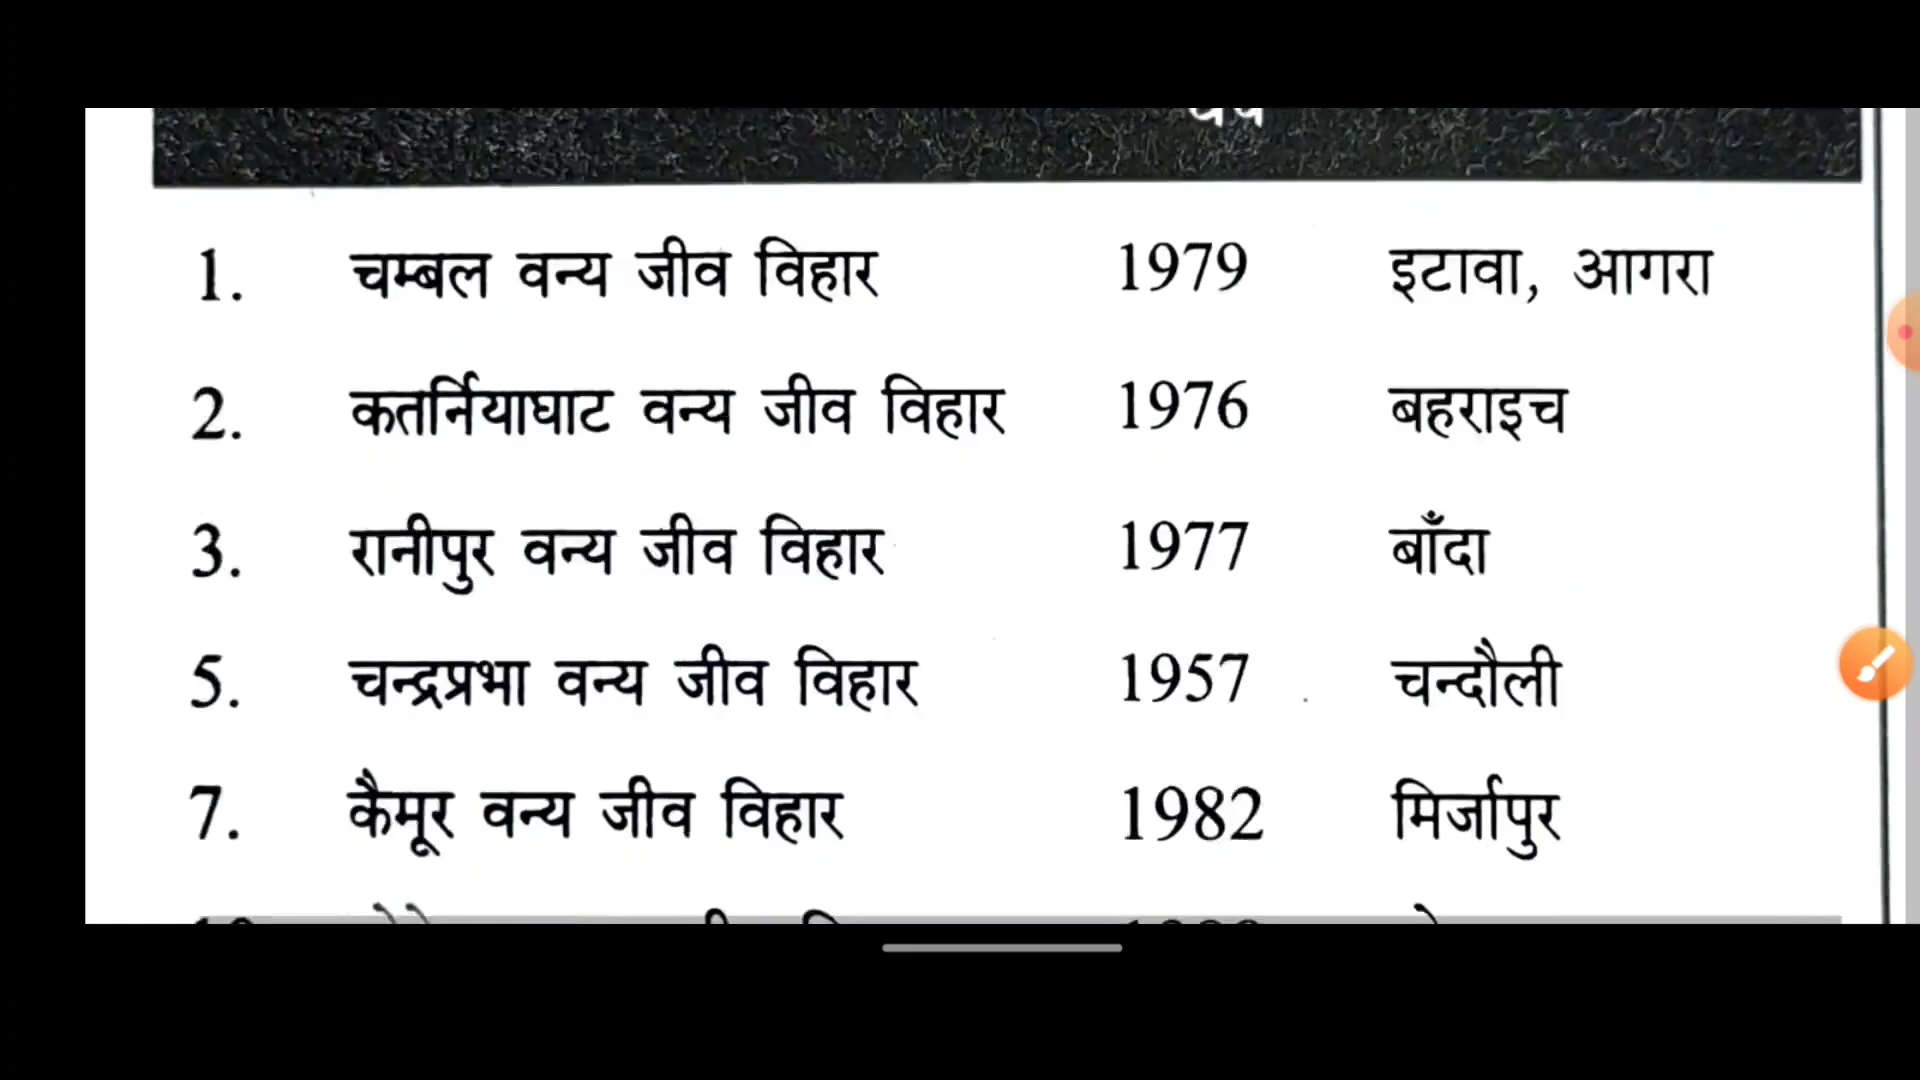 1. चम्बल वन्य जीव विहार 1979 इटावा, आगरा
2. कतर्नियाघाट वन्य जीव विहार 1976 बहराइच
3. रानीपुर वन्य जीव विहार 1977 बाँदा
5. चन्द्रप्रभा वन्य जीव विहार 1957 चन्दौली
7. कैमूर वन्य जीव विहार 1982 मिर्जापुर